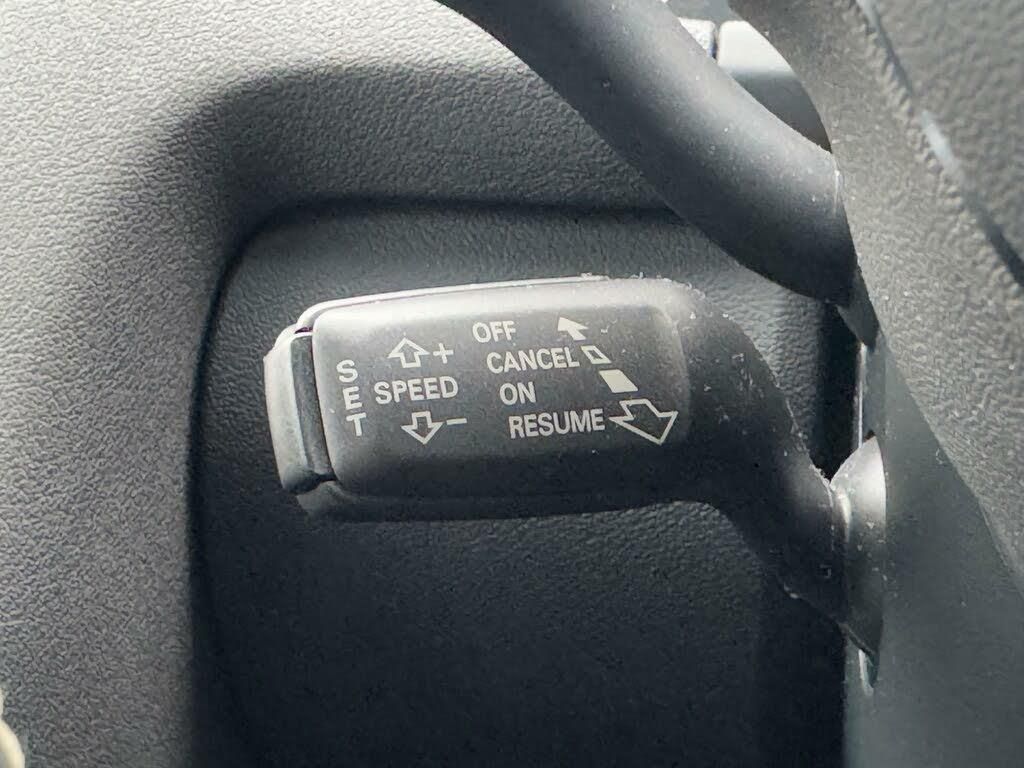 SET
SPEED
+
-
OFF
CANCEL
ON
RESUME